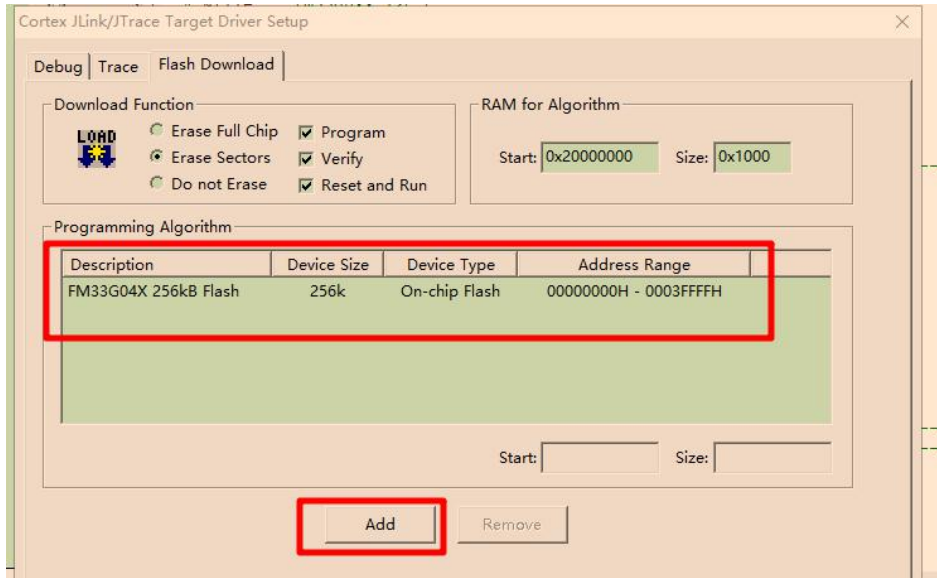 Cortex JLink/JTrace Target Driver Setup
Debug Trace Flash Download
Download Function
RAM for Algorithm
LOAD
Erase Full Chip Program
Erase Sectors Verify
Do not Erase Reset and Run
Start: 0x20000000 Size: 0x1000
Programming Algorithm
Description Device Size Device Type Address Range
FM33G04X 256kB Flash 256k On-chip Flash 00000000H - 0003FFFFH
Start: Size:
Add Remove